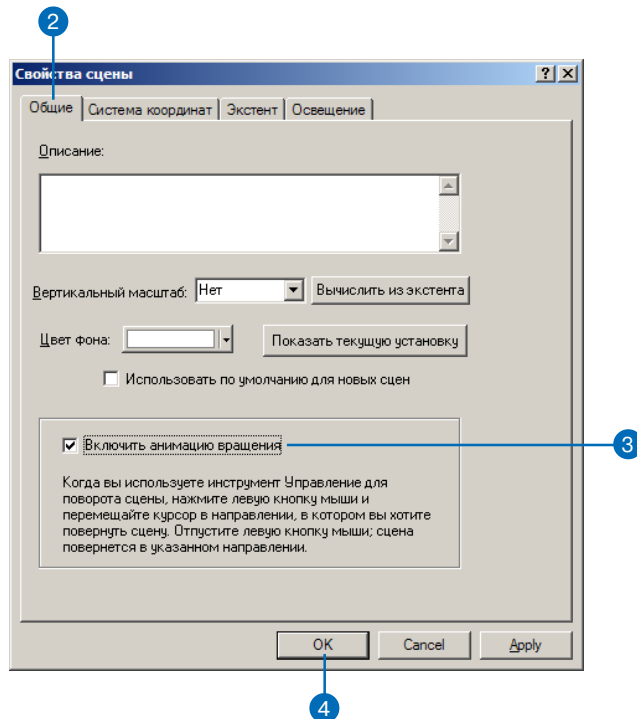 2
Свойства сцены
Общие Система координат Экстент Освещение
Описание:
Вертикальный масштаб: Нет Вычислить из экстента
Цвет фона: Показать текущую установку
Использовать по умолчанию для новых сцен
Включить анимацию вращения 3
Когда вы используете инструмент Управление для
поворота сцены, нажмите левую кнопку мыши и
перемещайте курсор в направлении, в котором вы хотите
повернуть сцену. Отпустите левую кнопку мыши; сцена
повернется в указанном направлении.
OK Cancel Apply
4